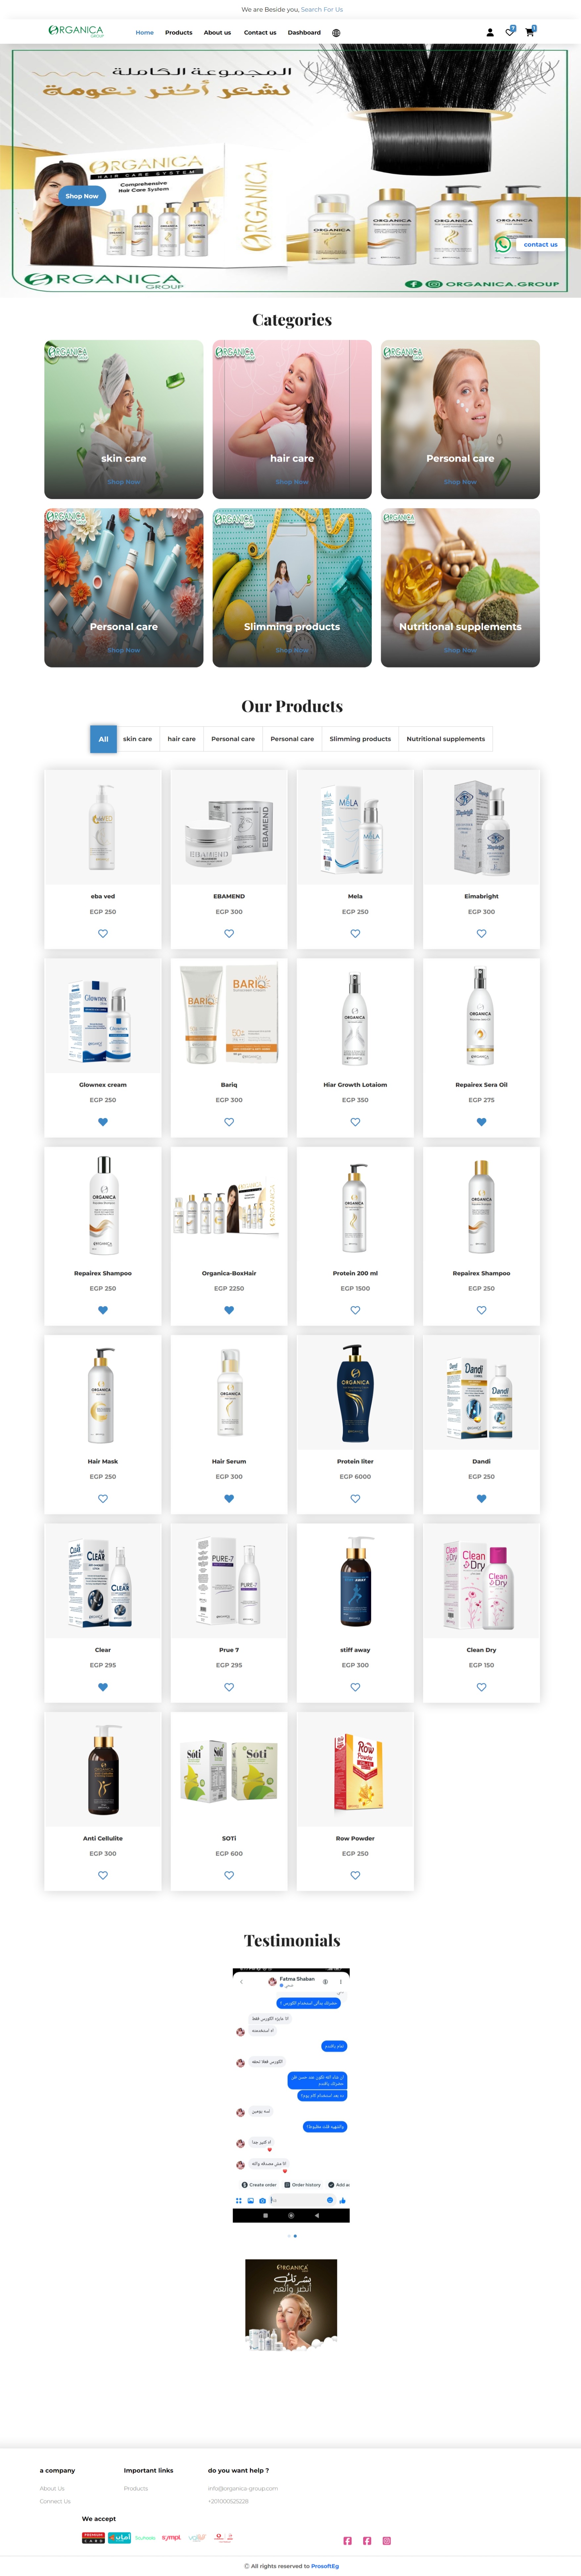 We are Beside you, Search For Us
ORGANICA
GROUP
Home Products About us Contact us Dashboard
المجموعة الكاملة
لشعر أكثر نعومة
ORGANICA
HAIR CARE SYSTEM
Comprehensive
Hair Care System
Shop Now
ORGANICA
ORGANICA
ORGANICA
ORGANICA
ORGANICA
contact us
ORGANICA
GROUP
ORGANICA.GROUP
Categories
skin care
Shop Now
hair care
Shop Now
Personal care
Shop Now
Personal care
Shop Now
Slimming products
Shop Now
Nutritional supplements
Shop Now
Our Products
All skin care hair care Personal care Personal care Slimming products Nutritional supplements
eba ved
EGP 250
EBAMEND
EGP 300
Mela
EGP 250
Eimabright
EGP 300
Glownex cream
EGP 250
Bariq
EGP 300
Hiar Growth Lotaiom
EGP 350
Repairex Sera Oil
EGP 275
Repairex Shampoo
EGP 250
Organica-BoxHair
EGP 2250
Protein 200 ml
EGP 1500
Repairex Shampoo
EGP 250
Hair Mask
EGP 250
Hair Serum
EGP 300
Protein liter
EGP 6000
Dandi
EGP 250
Clear
EGP 295
Prue 7
EGP 295
stiff away
EGP 300
Clean Dry
EGP 150
Anti Cellulite
EGP 300
SOTi
EGP 600
Row Powder
EGP 250
Testimonials
Fatma Shaban
Create order Order history
بشرتك
أنضر وأنعم
a company Important links do you want help ?
About Us Products info@organica-group.com
Connect Us +201000525228
We accept
sympl
© All rights reserved to ProsoftEg